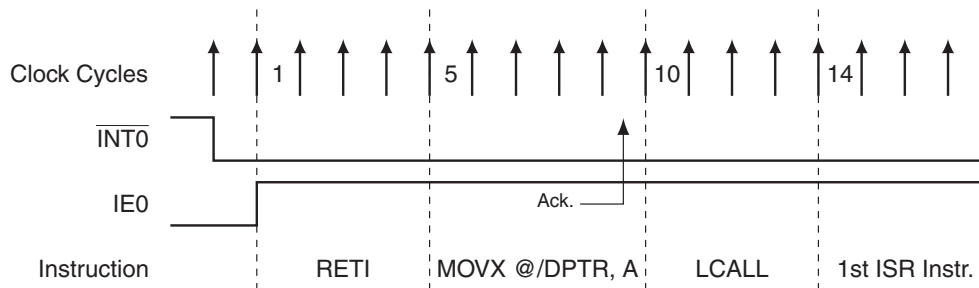 Clock Cycles 1 5 10 14
INT0
IE0
Ack.
Instruction RETI MOVX @/DPTR, A LCALL 1st ISR Instr.